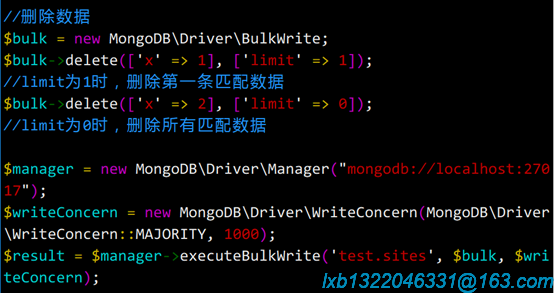 //删除数据
$bulk = new MongoDB\Driver\BulkWrite;
$bulk->delete(['x' => 1], ['limit' => 1]);
//limit为1时，删除第一条匹配数据
$bulk->delete(['x' => 2], ['limit' => 0]);
//limit为0时，删除所有匹配数据
$manager = new MongoDB\Driver\Manager("mongodb://localhost:270
17");
$writeConcern = new MongoDB\Driver\WriteConcern(MongoDB\Driver
\WriteConcern::MAJORITY, 1000);
$result = $manager->executeBulkWrite('test.sites', $bulk, $wri
teConcern);
lxb1322046331@163.com